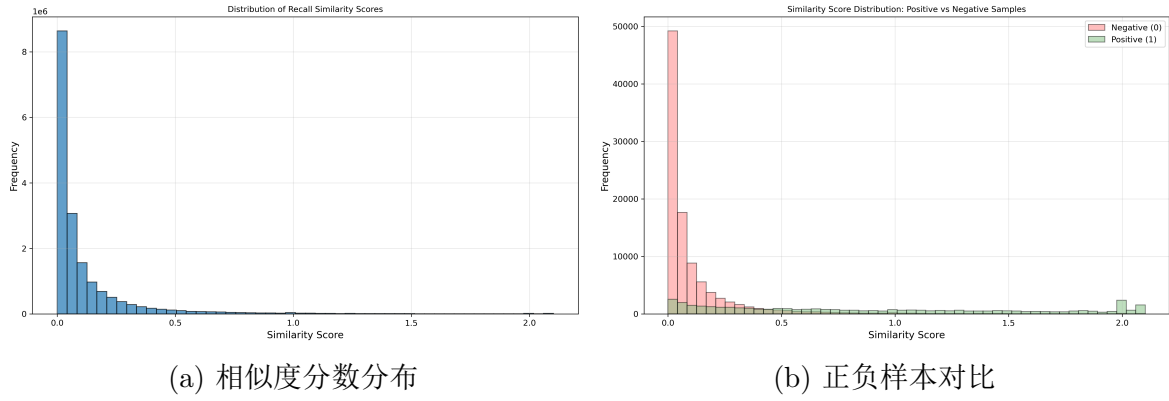 Distribution of Recall Similarity Scores
1e6
8
6
4
2
0
Frequency
0.0 0.5 1.0 1.5 2.0
Similarity Score
(a) 相似度分数分布
Similarity Score Distribution: Positive vs Negative Samples
Negative (0)
Positive (1)
50000
40000
30000
20000
10000
0
Frequency
0.0 0.5 1.0 1.5 2.0
Similarity Score
(b) 正负样本对比